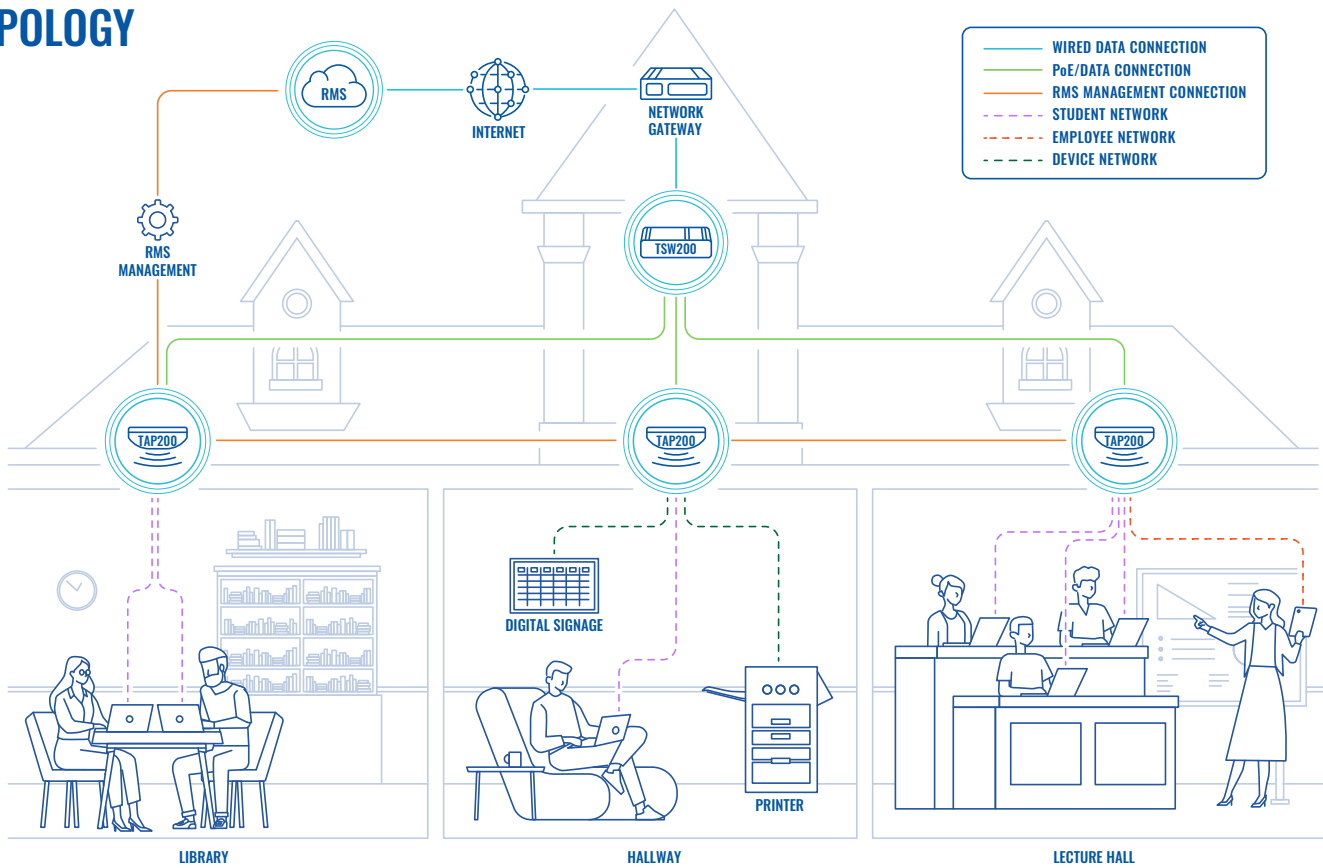 POLOGY
WIRED DATA CONNECTION
PoE/DATA CONNECTION
RMS MANAGEMENT CONNECTION
STUDENT NETWORK
EMPLOYEE NETWORK
DEVICE NETWORK
RMS
INTERNET
NETWORK
GATEWAY
RMS
MANAGEMENT
TSW200
TAP200
TAP200
TAP200
DIGITAL SIGNAGE
PRINTER
LIBRARY
HALLWAY
LECTURE HALL